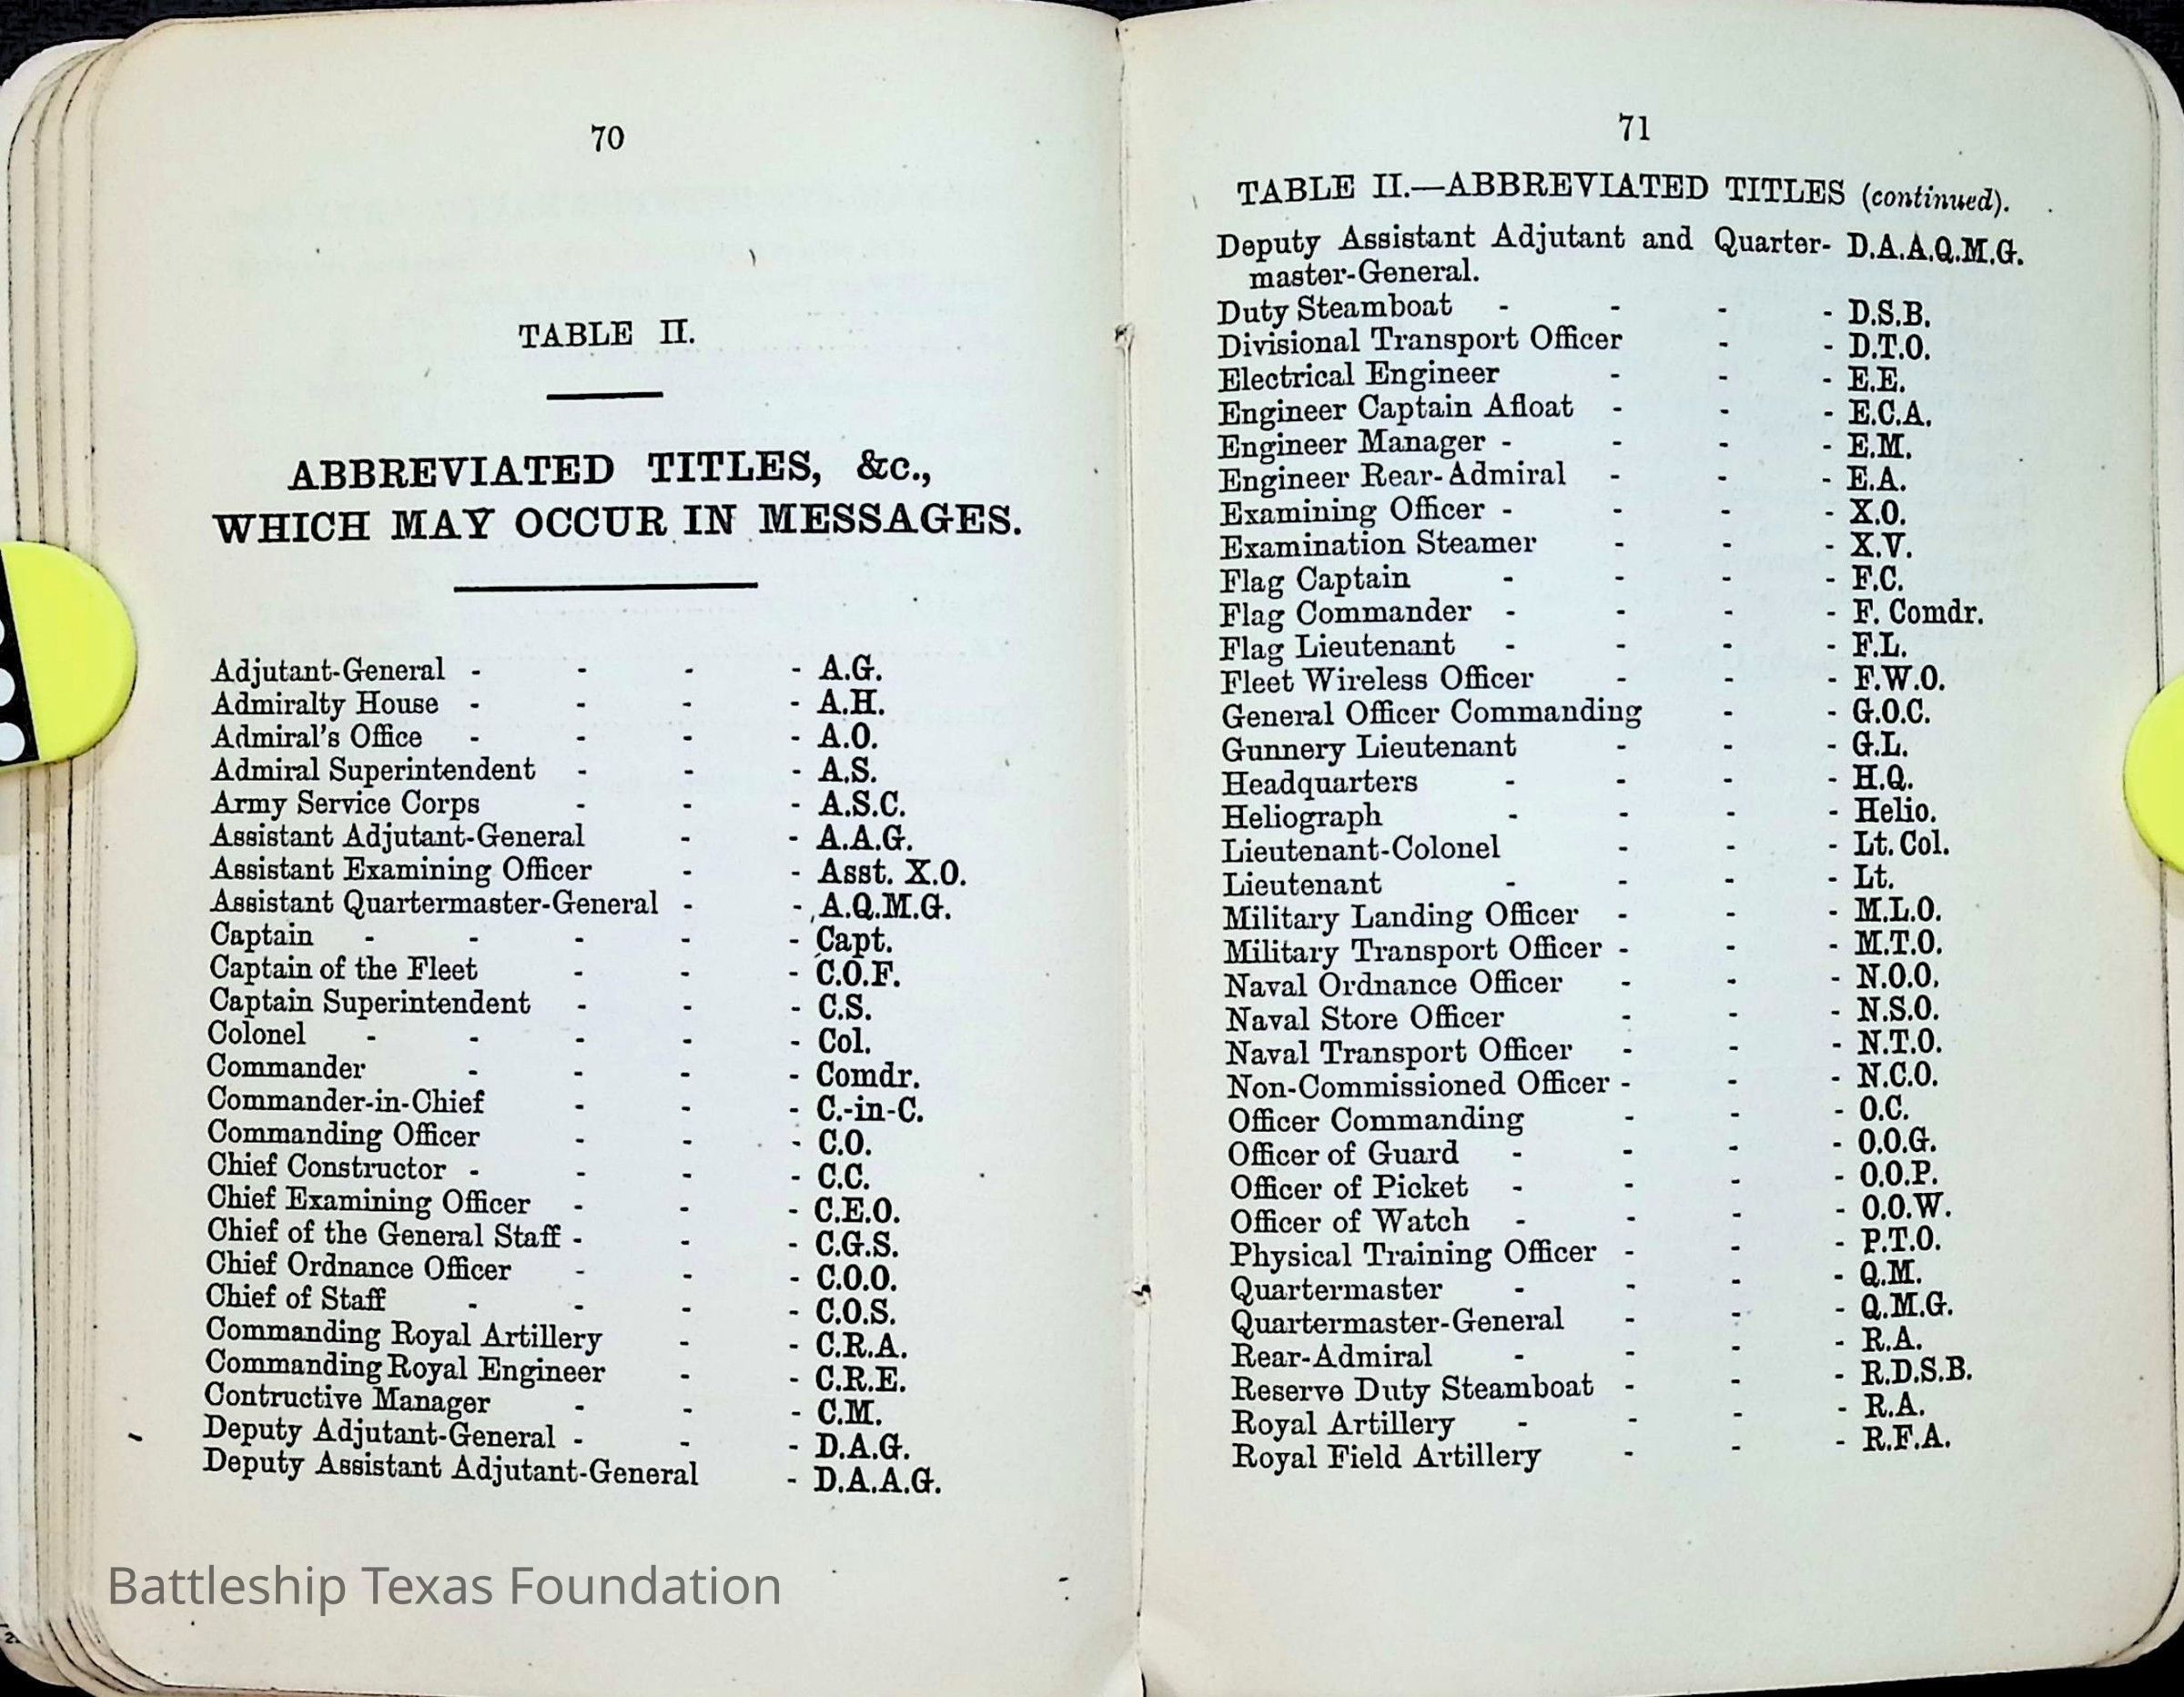 70
TABLE II.
ABBREVIATED TITLES, &c.,
WHICH MAY OCCUR IN MESSAGES.
Adjutant-General - - - - A.G.
Admiralty House - - - - A.H.
Admiral's Office - - - - A.O.
Admiral Superintendent - - - A.S.
Army Service Corps - - - A.S.C.
Assistant Adjutant-General - - A.A.G.
Assistant Examining Officer - - Asst. X.O.
Assistant Quartermaster-General - - A.Q.M.G.
Captain - - - - - Capt.
Captain of the Fleet - - - C.O.F.
Captain Superintendent - - - C.S.
Colonel - - - - - Col.
Commander - - - - Comdr.
Commander-in-Chief - - - C.-in-C.
Commanding Officer - - - C.O.
Chief Constructor - - - - C.C.
Chief Examining Officer - - - C.E.O.
Chief of the General Staff - - - C.G.S.
Chief Ordnance Officer - - - C.O.O.
Chief of Staff - - - - C.O.S.
Commanding Royal Artillery - - C.R.A.
Commanding Royal Engineer - - C.R.E.
Contructive Manager - - - C.M.
Deputy Adjutant-General - - - D.A.G.
Deputy Assistant Adjutant-General - D.A.A.G.
Battleship Texas Foundation
71
TABLE II.—ABBREVIATED TITLES (continued).
Deputy Assistant Adjutant and Quarter- D.A.A.Q.M.G.
master-General.
Duty Steamboat - - - - D.S.B.
Divisional Transport Officer - - D.T.O.
Electrical Engineer - - - E.E.
Engineer Captain Afloat - - - E.C.A.
Engineer Manager - - - - E.M.
Engineer Rear-Admiral - - - E.A.
Examining Officer - - - - X.O.
Examination Steamer - - - X.V.
Flag Captain - - - - F.C.
Flag Commander - - - - F. Comdr.
Flag Lieutenant - - - - F.L.
Fleet Wireless Officer - - - F.W.O.
General Officer Commanding - - G.O.C.
Gunnery Lieutenant - - - G.L.
Headquarters - - - - H.Q.
Heliograph - - - - Helio.
Lieutenant-Colonel - - - Lt. Col.
Lieutenant - - - - Lt.
Military Landing Officer - - - M.L.O.
Military Transport Officer - - - M.T.O.
Naval Ordnance Officer - - - N.O.O.
Naval Store Officer - - - N.S.O.
Naval Transport Officer - - - N.T.O.
Non-Commissioned Officer - - - N.C.O.
Officer Commanding - - - O.C.
Officer of Guard - - - - O.O.G.
Officer of Picket - - - - O.O.P.
Officer of Watch - - - - O.O.W.
Physical Training Officer - - - P.T.O.
Quartermaster - - - - Q.M.
Quartermaster-General - - - Q.M.G.
Rear-Admiral - - - - R.A.
Reserve Duty Steamboat - - - R.D.S.B.
Royal Artillery - - - - R.A.
Royal Field Artillery - - - R.F.A.